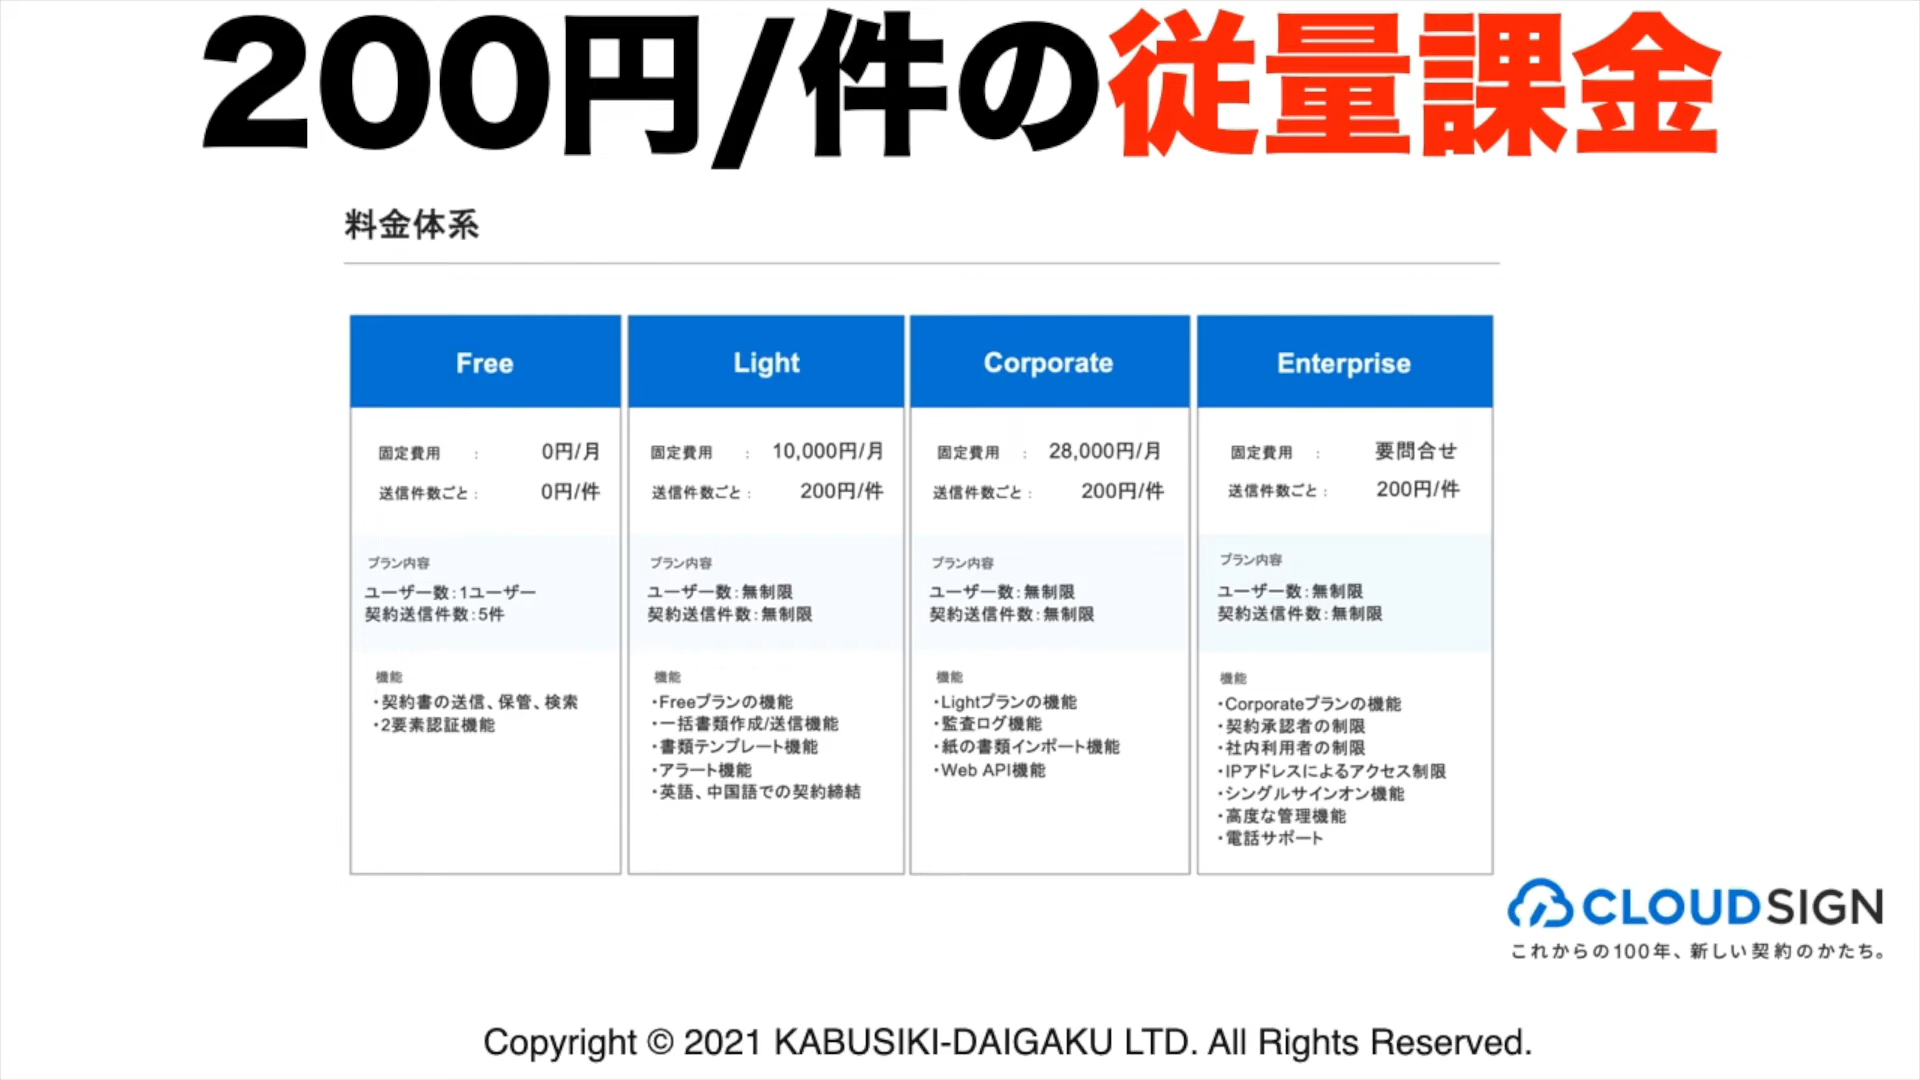 200円/件の従量課金
料金体系
Free
固定費用 : 0円/月
送信件数ごと : 0円/件
プラン内容
ユーザー数:1ユーザー
契約送信件数:5件
機能
・契約書の送信、保管、検索
・2要素認証機能
Light
固定費用 : 10,000円/月
送信件数ごと : 200円/件
プラン内容
ユーザー数:無制限
契約送信件数:無制限
機能
・Freeプランの機能
・一括書類作成/送信機能
・書類テンプレート機能
・アラート機能
・英語、中国語での契約締結
Corporate
固定費用 : 28,000円/月
送信件数ごと : 200円/件
プラン内容
ユーザー数:無制限
契約送信件数:無制限
機能
・Lightプランの機能
・監査ログ機能
・紙の書類インポート機能
・Web API機能
Enterprise
固定費用 : 要問合せ
送信件数ごと : 200円/件
プラン内容
ユーザー数:無制限
契約送信件数:無制限
機能
・Corporateプランの機能
・契約承認者の制限
・社内利用者の制限
・IPアドレスによるアクセス制限
・シングルサインオン機能
・高度な管理機能
・電話サポート
CLOUDSIGN
これからの100年、新しい契約のかたち。
Copyright © 2021 KABUSIKI-DAIGAKU LTD. All Rights Reserved.